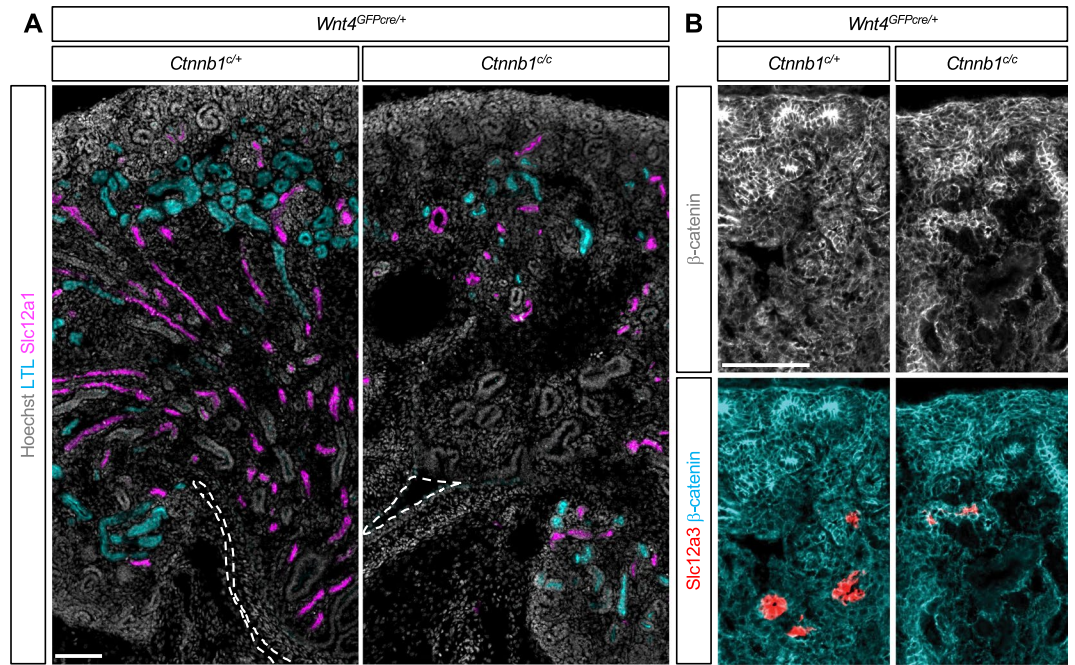 A
Wnt4GFPcre/+
Ctnnb1c/+
Ctnnb1c/c
Hoechst LTL Slc12a1
B
Wnt4GFPcre/+
Ctnnb1c/+
Ctnnb1c/c
β-catenin
Slc12a3 β-catenin